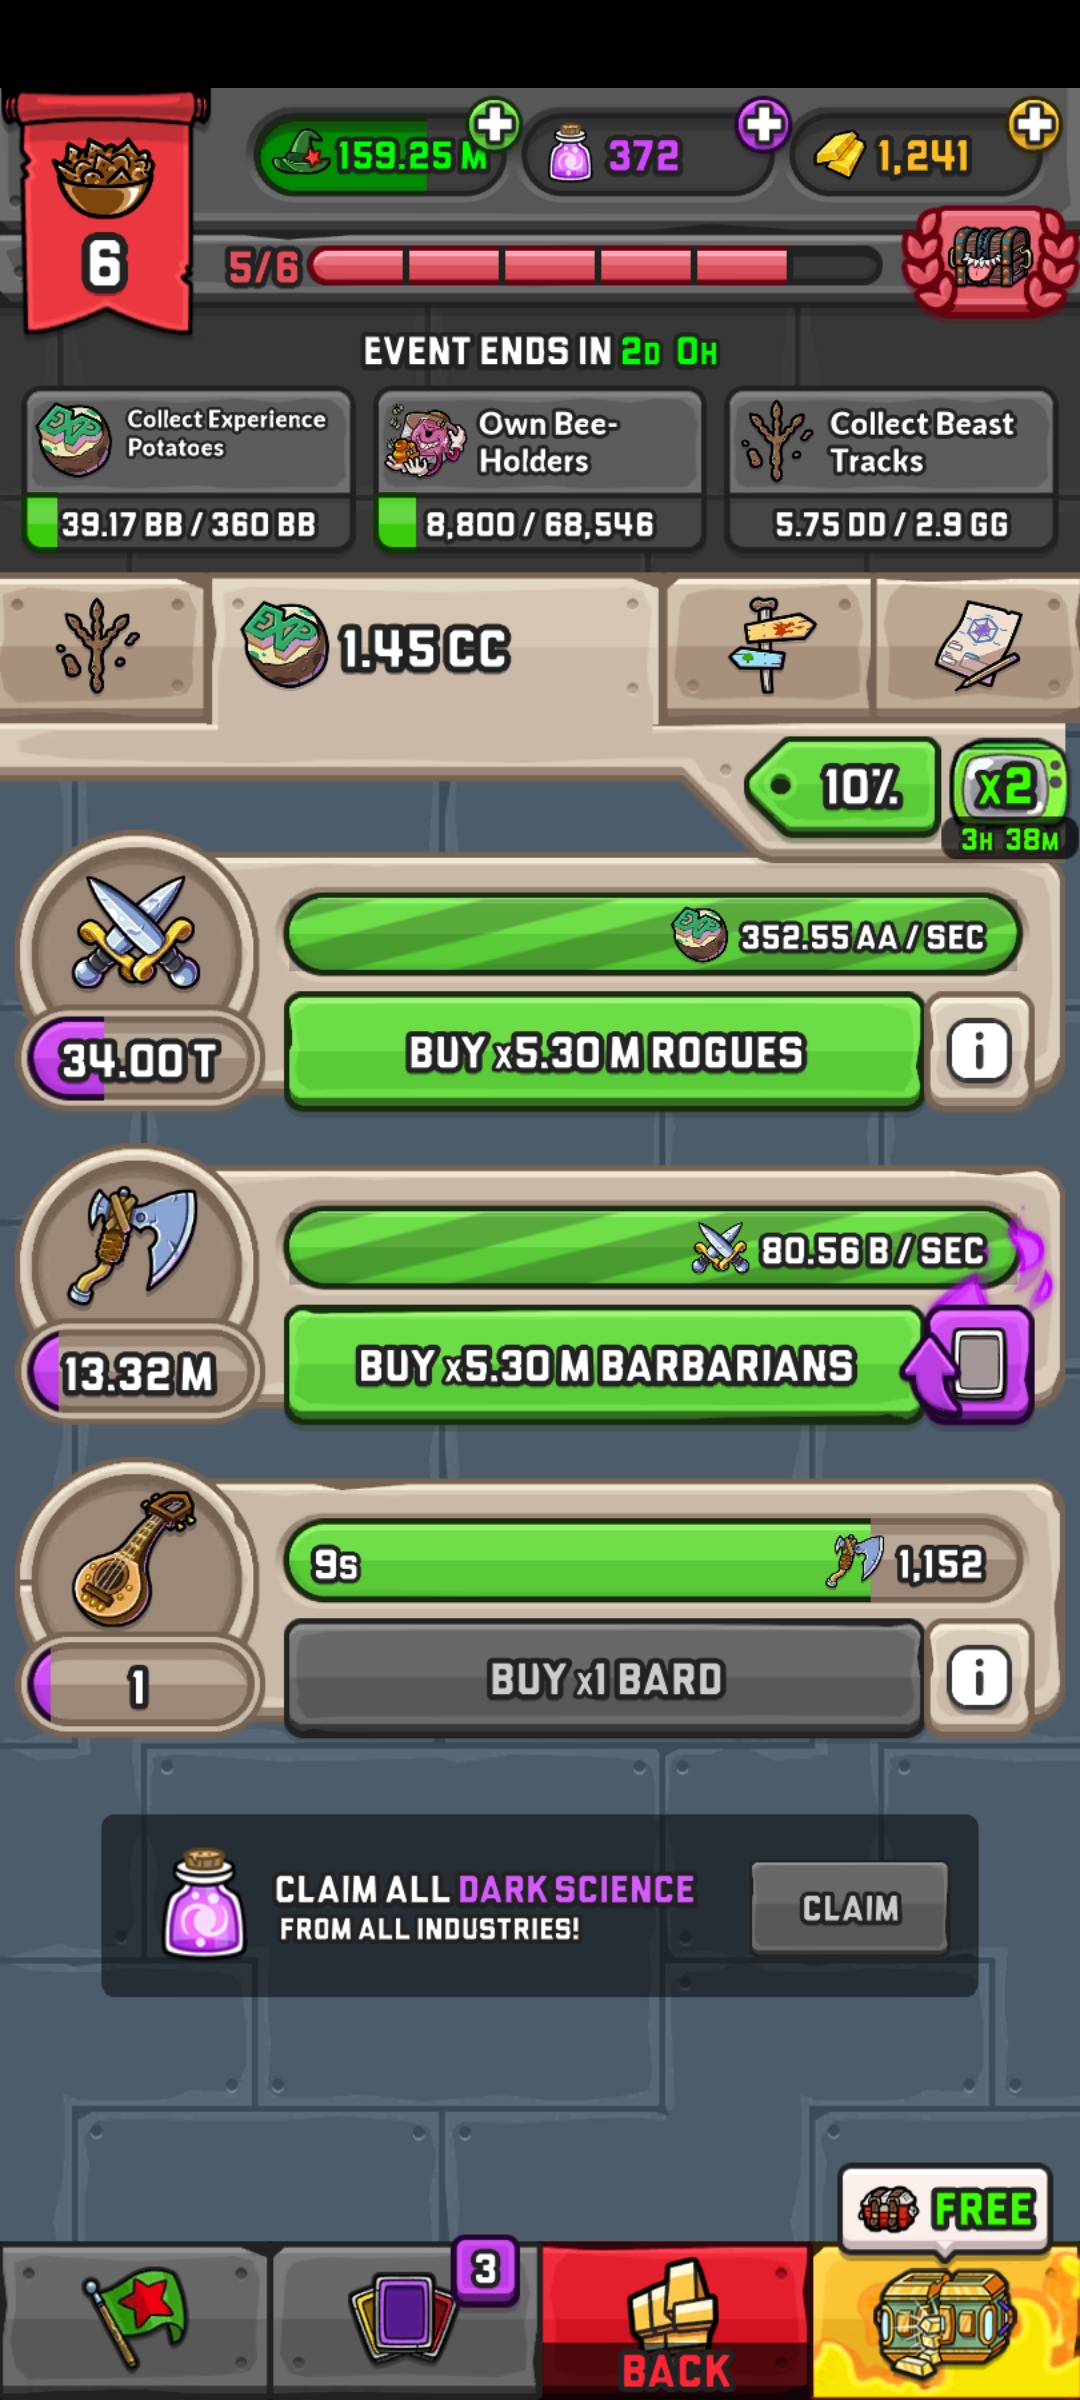 159.25 M
372
1,241
6
5/6
EVENT ENDS IN 2D 0H
Collect Experience
Potatoes
39.17 BB / 360 BB
Own Bee-
Holders
8,800 / 68,546
Collect Beast
Tracks
5.75 DD / 2.9 GG
EXP
1.45 CC
10%
x2
3H 38M
352.55 AA / SEC
34.00 T
BUY x5.30 M ROGUES
i
80.56 B / SEC
13.32 M
BUY x5.30 M BARBARIANS
9s
1,152
1
BUY x1 BARD
i
CLAIM ALL DARK SCIENCE
FROM ALL INDUSTRIES!
CLAIM
FREE
3
BACK